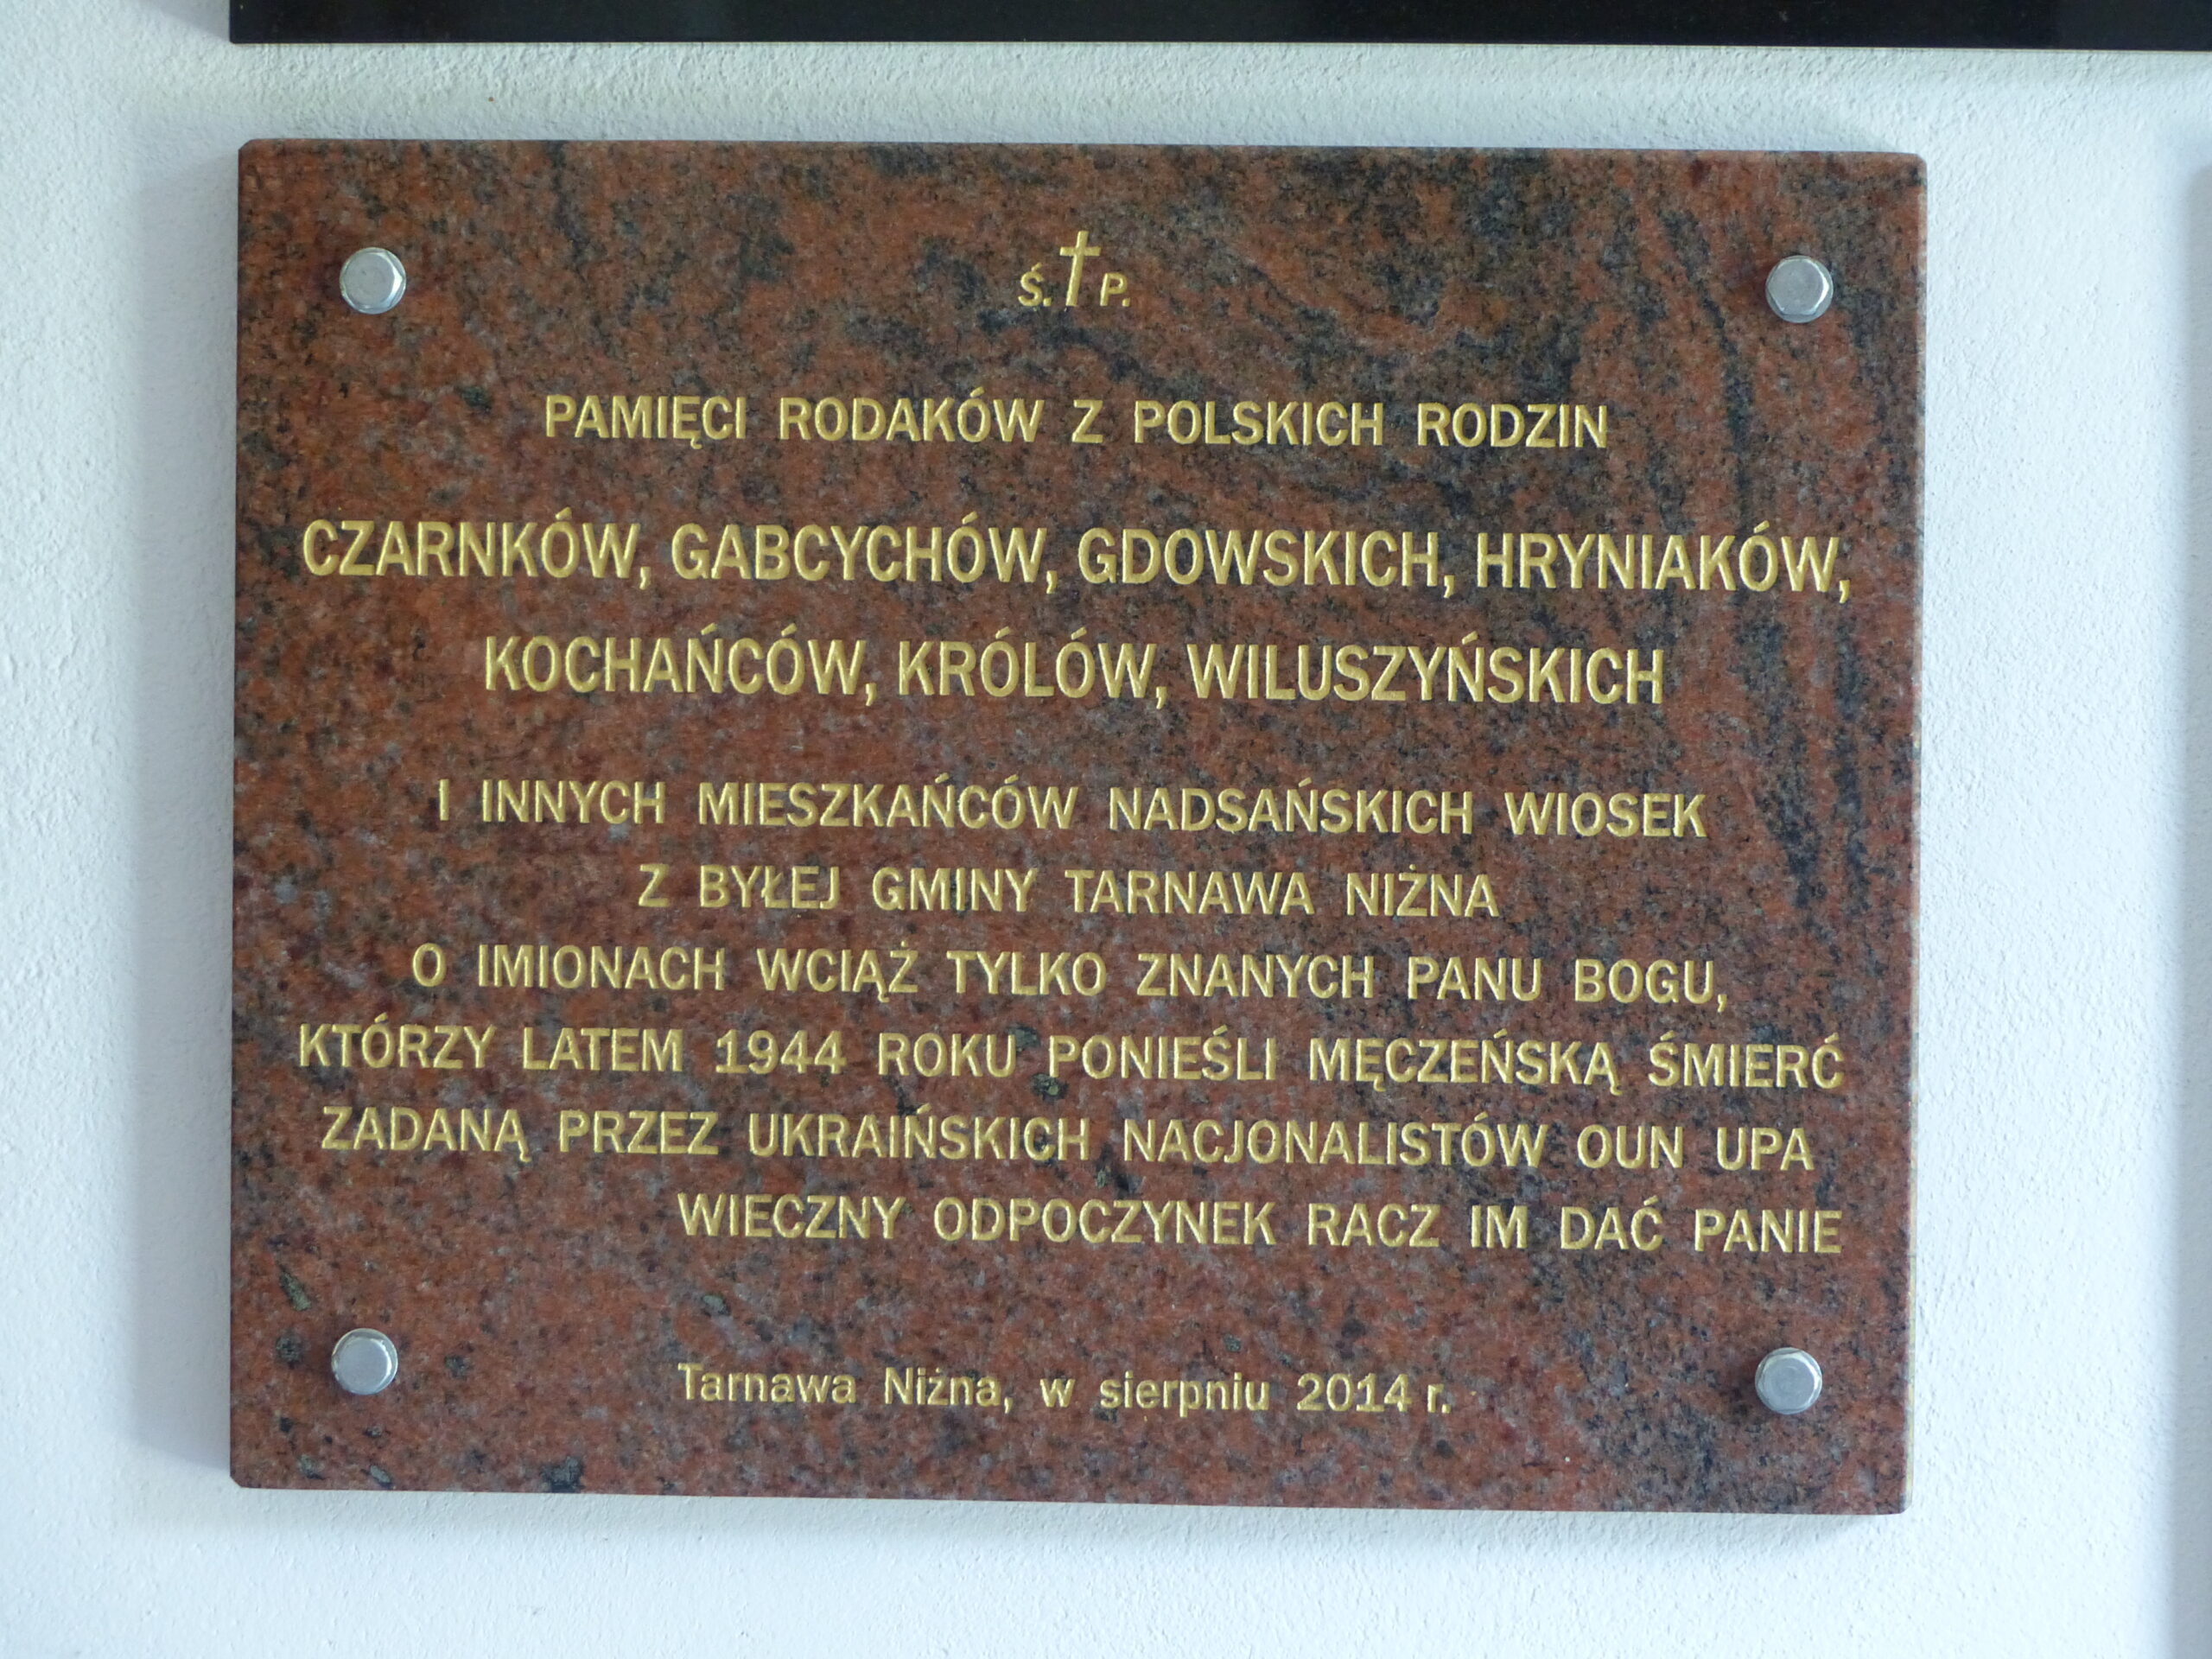 Ś.†P.
PAMIĘCI RODAKÓW Z POLSKICH RODZIN
CZARNKÓW, GABCYCHÓW, GDOWSKICH, HRYNIAKÓW,
KOCHAŃCÓW, KRÓLÓW, WILUSZYŃSKICH
I INNYCH MIESZKAŃCÓW NADSAŃSKICH WIOSEK
Z BYŁEJ GMINY TARNAWA NIŻNA
O IMIONACH WCIĄŻ TYLKO ZNANYCH PANU BOGU,
KTÓRZY LATEM 1944 ROKU PONIEŚLI MĘCZEŃSKĄ ŚMIERĆ
ZADANĄ PRZEZ UKRAIŃSKICH NACJONALISTÓW OUN UPA
WIECZNY ODPOCZYNEK RACZ IM DAĆ PANIE
Tarnawa Niżna, w sierpniu 2014 r.